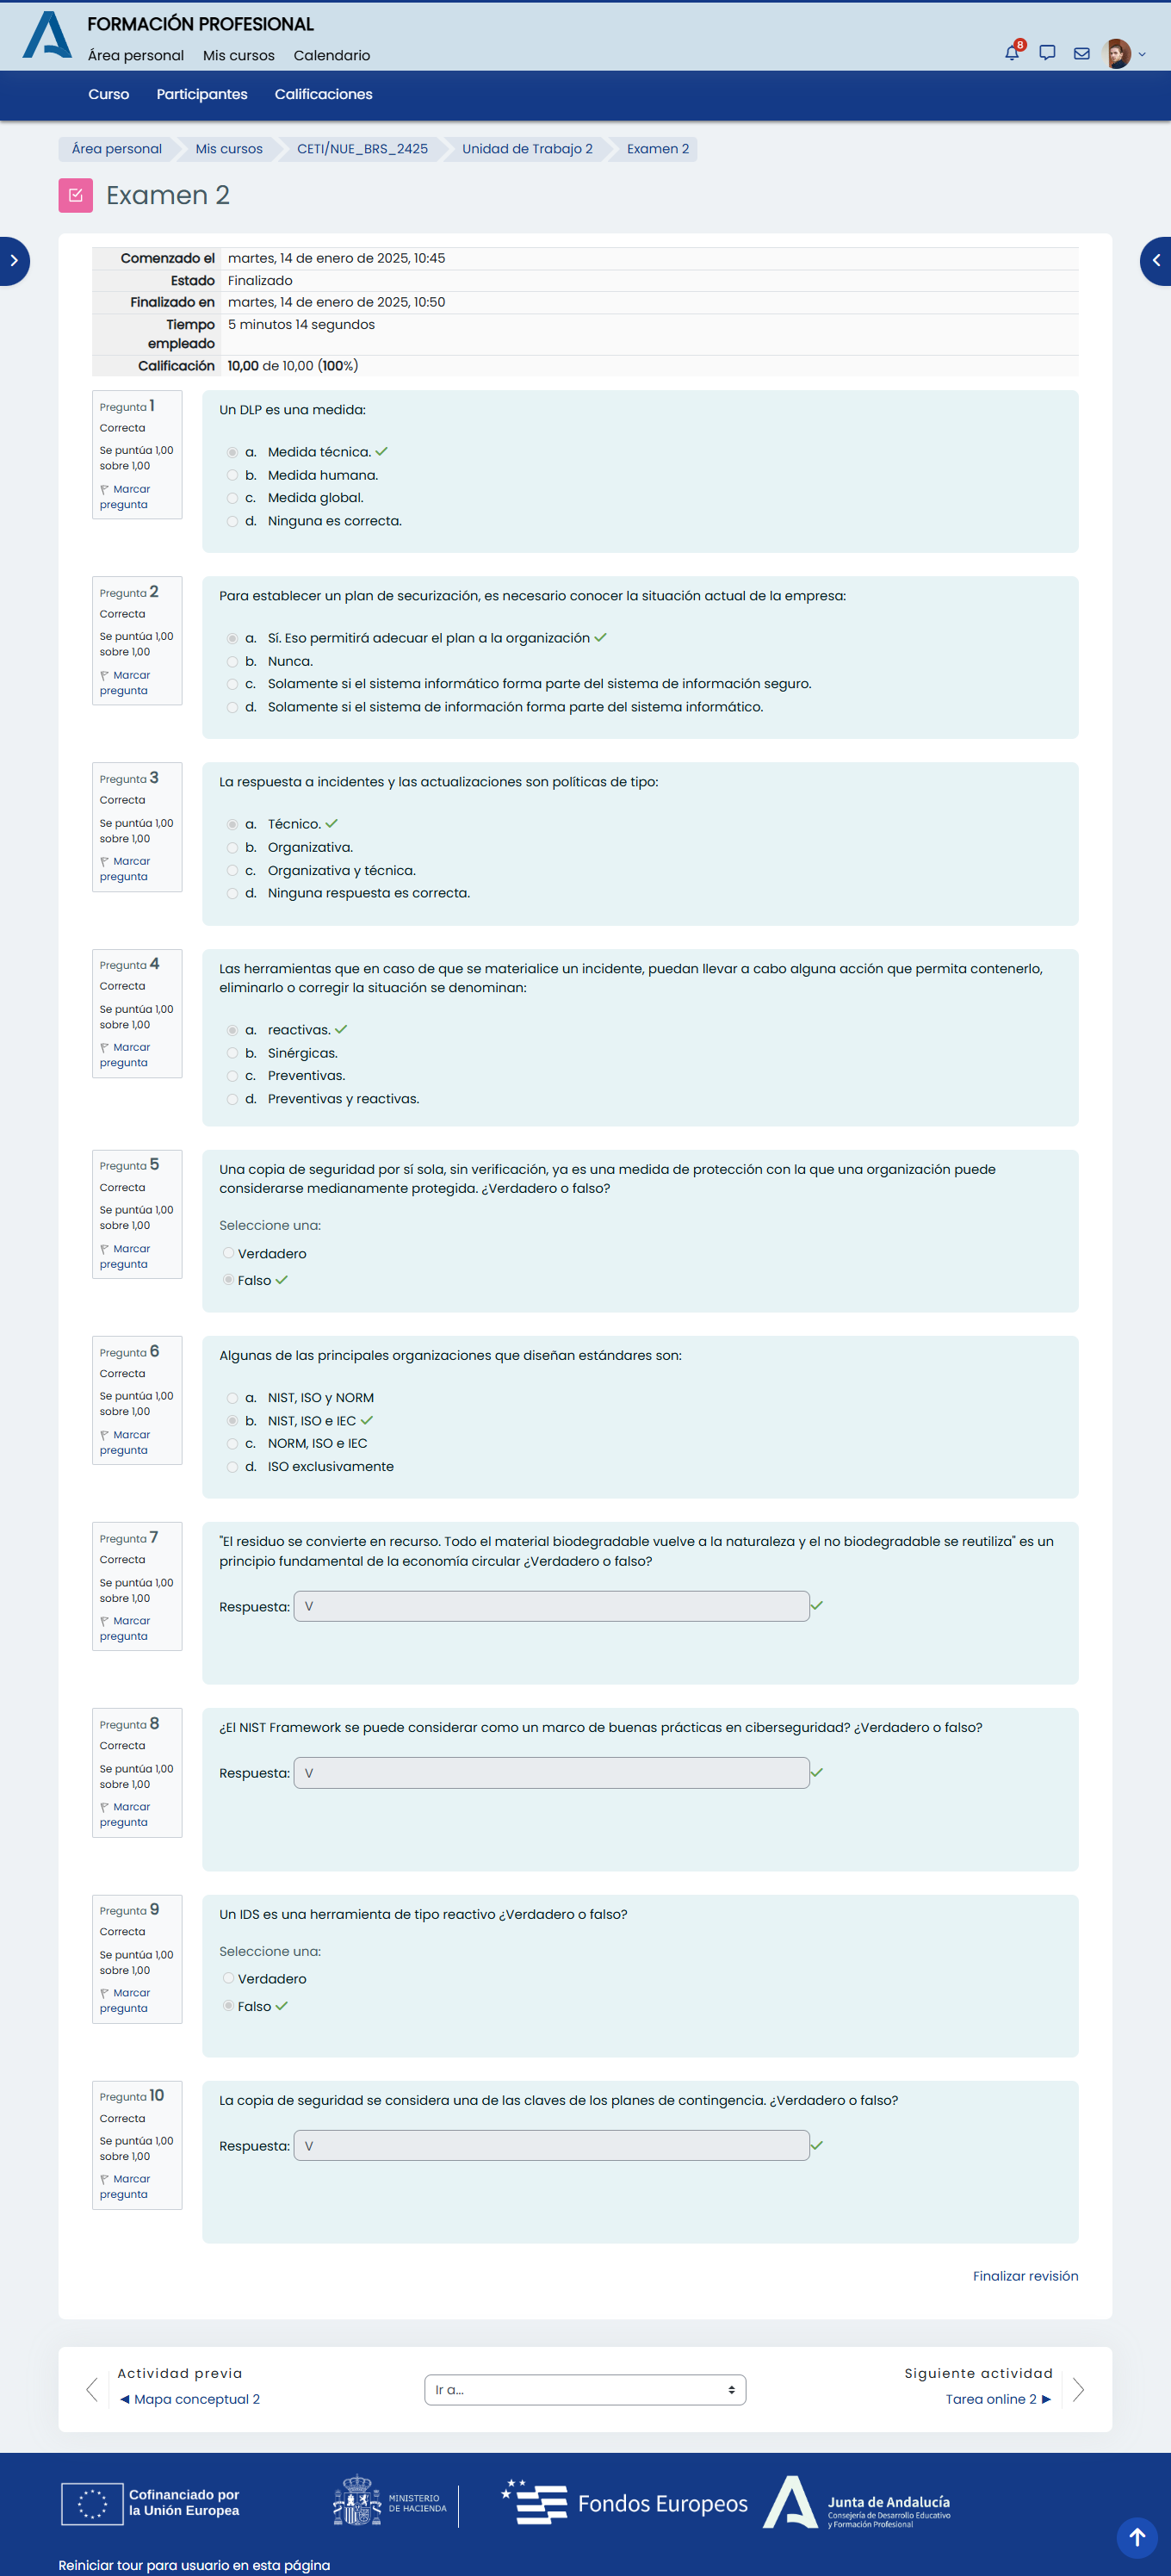 FORMACIÓN PROFESIONAL
Área personal Mis cursos Calendario
8
Curso Participantes Calificaciones
Área personal Mis cursos CETI/NUE_BRS_2425 Unidad de Trabajo 2 Examen 2
Examen 2
Comenzado el martes, 14 de enero de 2025, 10:45
Estado Finalizado
Finalizado en martes, 14 de enero de 2025, 10:50
Tiempo empleado 5 minutos 14 segundos
Calificación 10,00 de 10,00 (100%)
Pregunta 1
Correcta
Se puntúa 1,00
sobre 1,00
Marcar
pregunta
Un DLP es una medida:
a. Medida técnica.
b. Medida humana.
c. Medida global.
d. Ninguna es correcta.
Pregunta 2
Correcta
Se puntúa 1,00
sobre 1,00
Marcar
pregunta
Para establecer un plan de securización, es necesario conocer la situación actual de la empresa:
a. Sí. Eso permitirá adecuar el plan a la organización
b. Nunca.
c. Solamente si el sistema informático forma parte del sistema de información seguro.
d. Solamente si el sistema de información forma parte del sistema informático.
Pregunta 3
Correcta
Se puntúa 1,00
sobre 1,00
Marcar
pregunta
La respuesta a incidentes y las actualizaciones son políticas de tipo:
a. Técnico.
b. Organizativa.
c. Organizativa y técnica.
d. Ninguna respuesta es correcta.
Pregunta 4
Correcta
Se puntúa 1,00
sobre 1,00
Marcar
pregunta
Las herramientas que en caso de que se materialice un incidente, puedan llevar a cabo alguna acción que permita contenerlo,
eliminarlo o corregir la situación se denominan:
a. reactivas.
b. Sinérgicas.
c. Preventivas.
d. Preventivas y reactivas.
Pregunta 5
Correcta
Se puntúa 1,00
sobre 1,00
Marcar
pregunta
Una copia de seguridad por sí sola, sin verificación, ya es una medida de protección con la que una organización puede
considerarse medianamente protegida. ¿Verdadero o falso?
Seleccione una:
Verdadero
Falso
Pregunta 6
Correcta
Se puntúa 1,00
sobre 1,00
Marcar
pregunta
Algunas de las principales organizaciones que diseñan estándares son:
a. NIST, ISO y NORM
b. NIST, ISO e IEC
c. NORM, ISO e IEC
d. ISO exclusivamente
Pregunta 7
Correcta
Se puntúa 1,00
sobre 1,00
Marcar
pregunta
"El residuo se convierte en recurso. Todo el material biodegradable vuelve a la naturaleza y el no biodegradable se reutiliza" es un
principio fundamental de la economía circular ¿Verdadero o falso?
Respuesta: V
Pregunta 8
Correcta
Se puntúa 1,00
sobre 1,00
Marcar
pregunta
¿El NIST Framework se puede considerar como un marco de buenas prácticas en ciberseguridad? ¿Verdadero o falso?
Respuesta: V
Pregunta 9
Correcta
Se puntúa 1,00
sobre 1,00
Marcar
pregunta
Un IDS es una herramienta de tipo reactivo ¿Verdadero o falso?
Seleccione una:
Verdadero
Falso
Pregunta 10
Correcta
Se puntúa 1,00
sobre 1,00
Marcar
pregunta
La copia de seguridad se considera una de las claves de los planes de contingencia. ¿Verdadero o falso?
Respuesta: V
Finalizar revisión
Actividad previa
◄ Mapa conceptual 2
Ir a...
Siguiente actividad
Tarea online 2 ►
Cofinanciado por
la Unión Europea
MINISTERIO
DE HACIENDA
Fondos Europeos
Junta de Andalucía
Consejería de Desarrollo Educativo
y Formación Profesional
Reiniciar tour para usuario en esta página